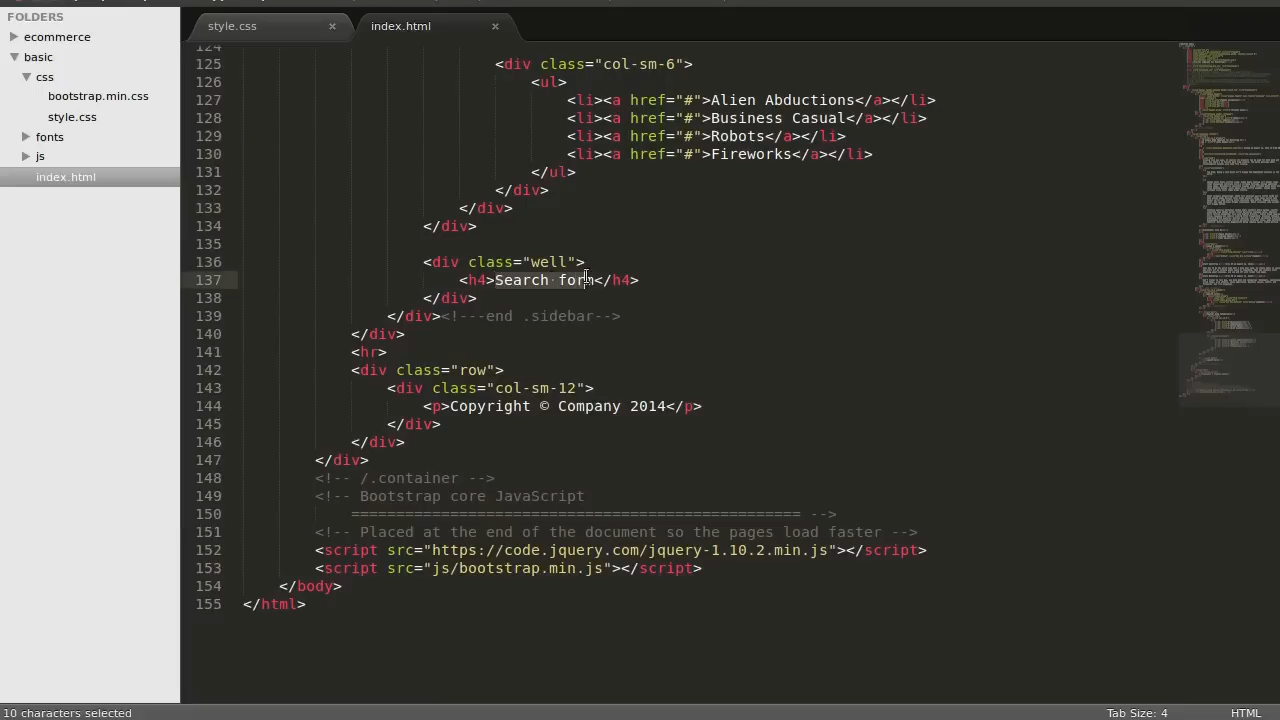 FOLDERS
ecommerce
basic
css
bootstrap.min.css
style.css
fonts
js
index.html
style.css ×
index.html ×
124
125 <div class="col-sm-6">
126 <ul>
127 <li><a href="#">Alien Abductions</a></li>
128 <li><a href="#">Business Casual</a></li>
129 <li><a href="#">Robots</a></li>
130 <li><a href="#">Fireworks</a></li>
131 </ul>
132 </div>
133 </div>
134 </div>
135
136 <div class="well">
137 <h4>Search form</h4>
138 </div>
139 </div><!---end .sidebar-->
140 </div>
141 <hr>
142 <div class="row">
143 <div class="col-sm-12">
144 <p>Copyright © Company 2014</p>
145 </div>
146 </div>
147 </div>
148 <!-- /.container -->
149 <!-- Bootstrap core JavaScript
150 ================================================== -->
151 <!-- Placed at the end of the document so the pages load faster -->
152 <script src="https://code.jquery.com/jquery-1.10.2.min.js"></script>
153 <script src="js/bootstrap.min.js"></script>
154 </body>
155 </html>
10 characters selected
Tab Size: 4
HTML